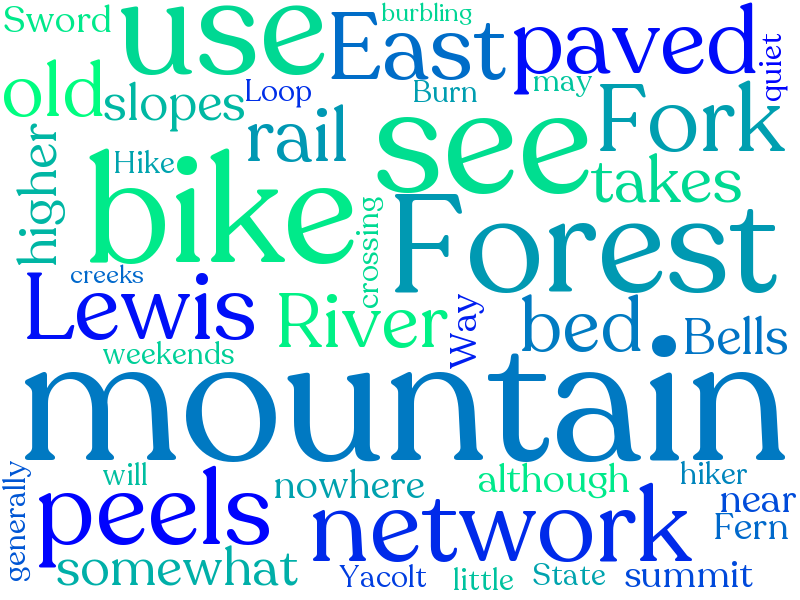 Sword
use
burbling
East
paved
quiet
old
slopes
Loop
Burn
may
Fork
rail
see
higher
Hike
bike
takes
crossing
Forest
creeks
Lewis
River
Way
bed
Bells
weekends
mountain
generally
will
peels
nowhere
although
hiker
network
near
Fern
somewhat
Yacolt
little
State
summit